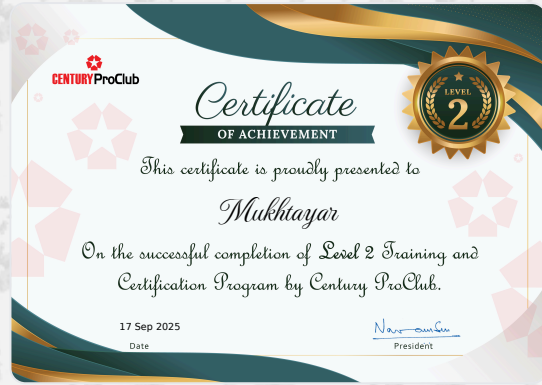 CENTURY ProClub
LEVEL
2
Certificate
OF ACHIEVEMENT
This certificate is proudly presented to
Mukhtayar
On the successful completion of Level 2 Training and
Certification Program by Century ProClub.
17 Sep 2025
Date
President